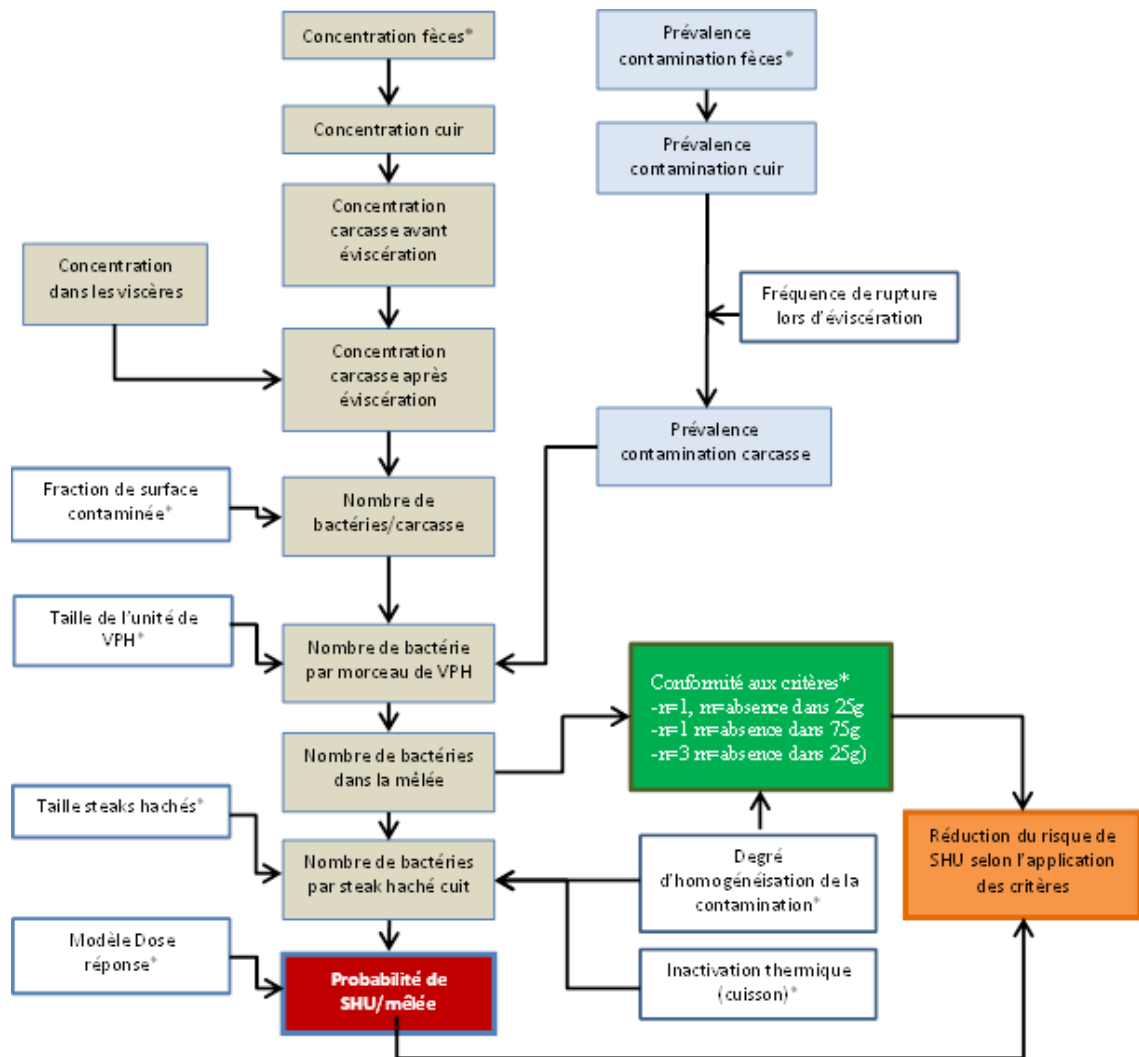 Concentration fèces*
Prévalence
contamination fèces*
Concentration cuir
Prévalence
contamination cuir
Concentration
carcasse avant
éviscération
Concentration
dans les viscères
Fréquence de rupture
lors d'éviscération
Concentration
carcasse après
éviscération
Prévalence
contamination carcasse
Fraction de surface
contaminée*
Nombre de
bactéries/carcasse
Taille de l'unité de
VPH*
Nombre de bactérie
par morceau de VPH
Conformité aux critères*
-n=1, m=absence dans 25g
-n=1 m=absence dans 75g
-n=3 m=absence dans 25g)
Nombre de bactéries
dans la mêlée
Taille steaks hachés*
Nombre de bactéries
par steak haché cuit
Degré
d'homogénéisation de la
contamination*
Réduction du risque de
SHU selon l'application
des critères
Modèle Dose
réponse*
Probabilité de
SHU/mêlée
Inactivation thermique
(cuisson)*